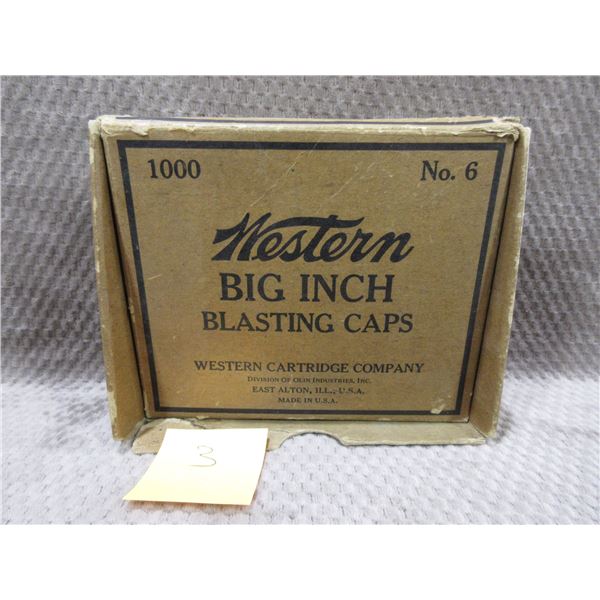 1000 No. 6
Western
BIG INCH
BLASTING CAPS
WESTERN CARTRIDGE COMPANY
DIVISION OF OLIN INDUSTRIES, INC.
EAST ALTON, ILL., U.S.A.
MADE IN U.S.A.
3